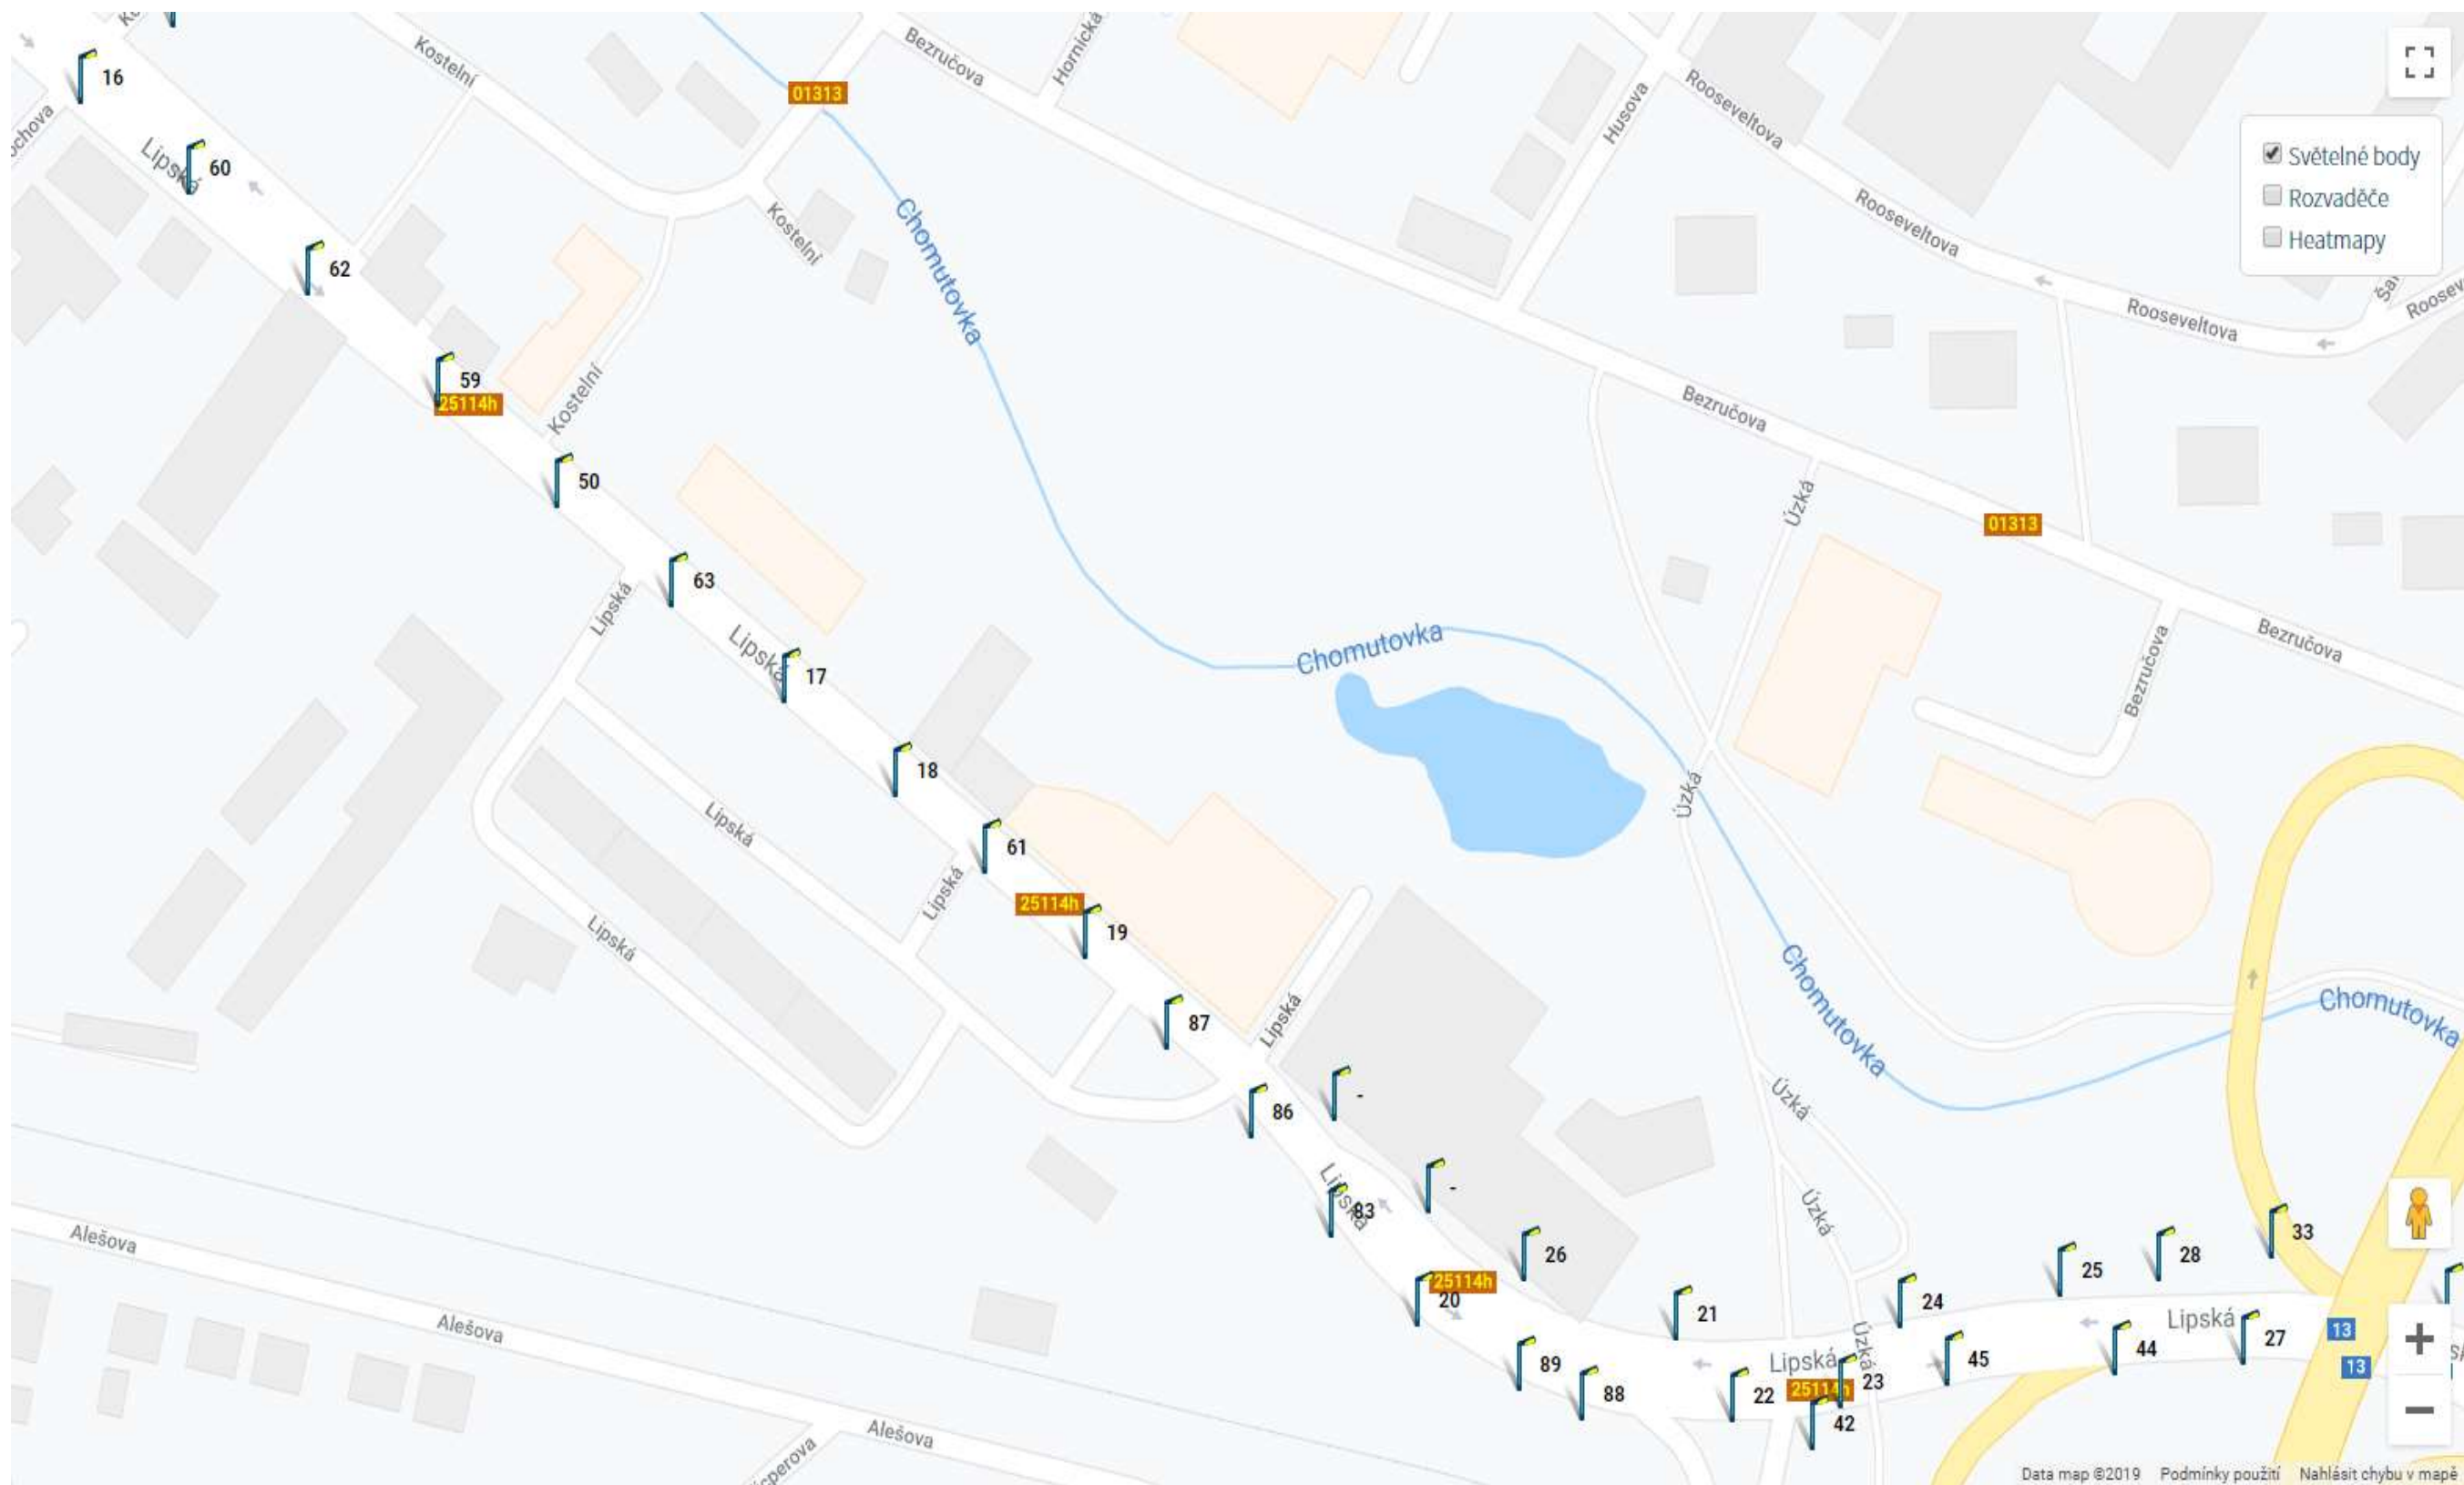 16
Kostelní
01313
Bezručova
Hornická
Husova
Rooseveltova
Světelné body
Rozvaděče
Heatmapy
Lipská
60
Kostelní
Chomutovka
Rooseveltova
Rooseveltova
62
59
25114h
Kostelní
Bezručova
50
Úzká
01313
63
Lipská
Lipská
17
Chomutovka
Bezručova
Bezručova
18
Úzká
Lipská
61
Lipská
25114h
19
Lipská
Chomutovka
Chomutovka
87
Lipská
86
-
Úzká
-
Lipská
83
Úzká
Alešova
26
33
28
25
25114h
20
21
24
Lipská
27
13
Alešova
44
Lipská
Úzká
45
13
89
88
22
25114h
23
42
Alešova
Data map ©2019 Podmínky použití Nahlásit chybu v mapě